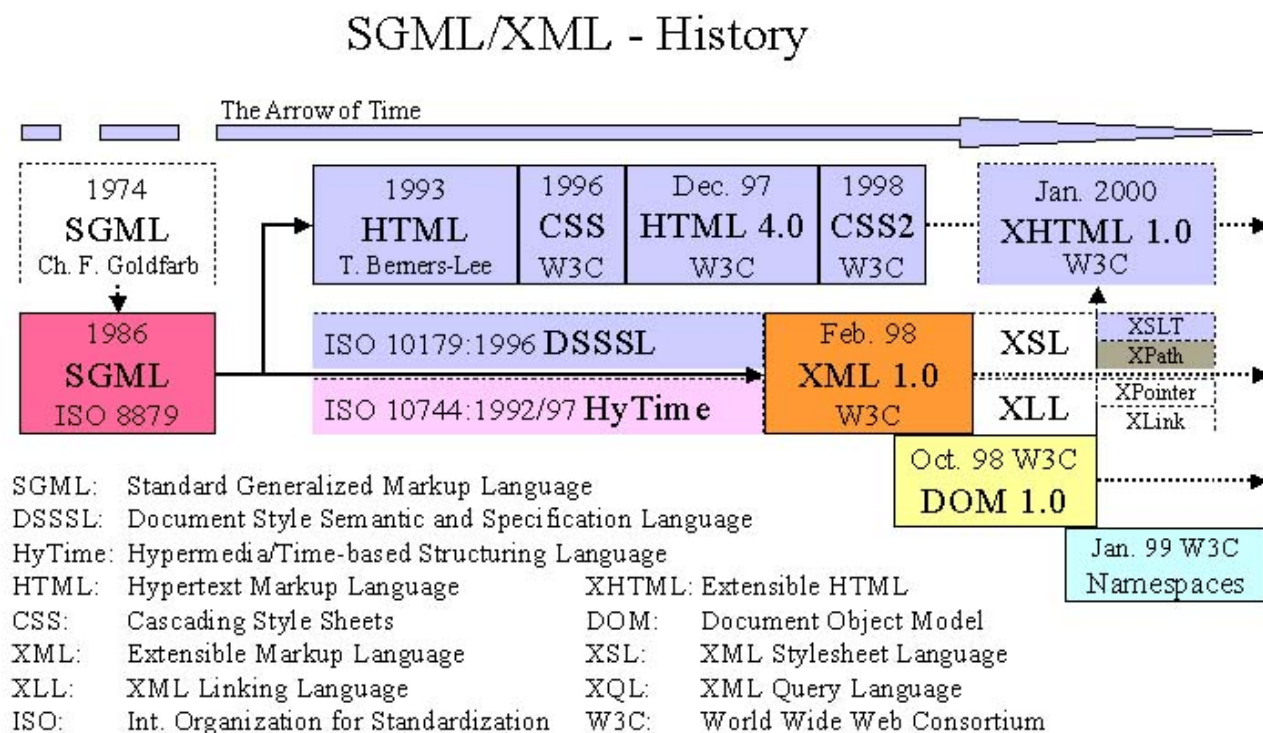 SGML/XML - History
The Arrow of Time
1974
SGML
Ch. F. Goldfarb
1993
HTML
T. Berners-Lee
1996
CSS
W3C
Dec. 97
HTML 4.0
W3C
1998
CSS2
W3C
Jan. 2000
XHTML 1.0
W3C
1986
SGML
ISO 8879
ISO 10179:1996 DSSSL
ISO 10744:1992/97 HyTime
Feb. 98
XML 1.0
W3C
XSL
XLL
XSLT
XPath
XPointer
XLink
Oct. 98 W3C
DOM 1.0
Jan. 99 W3C
Namespaces
SGML: Standard Generalized Markup Language
DSSSL: Document Style Semantic and Specification Language
HyTime: Hypermedia/Time-based Structuring Language
HTML: Hypertext Markup Language XHTML: Extensible HTML
CSS: Cascading Style Sheets DOM: Document Object Model
XML: Extensible Markup Language XSL: XML Stylesheet Language
XLL: XML Linking Language XQL: XML Query Language
ISO: Int. Organization for Standardization W3C: World Wide Web Consortium